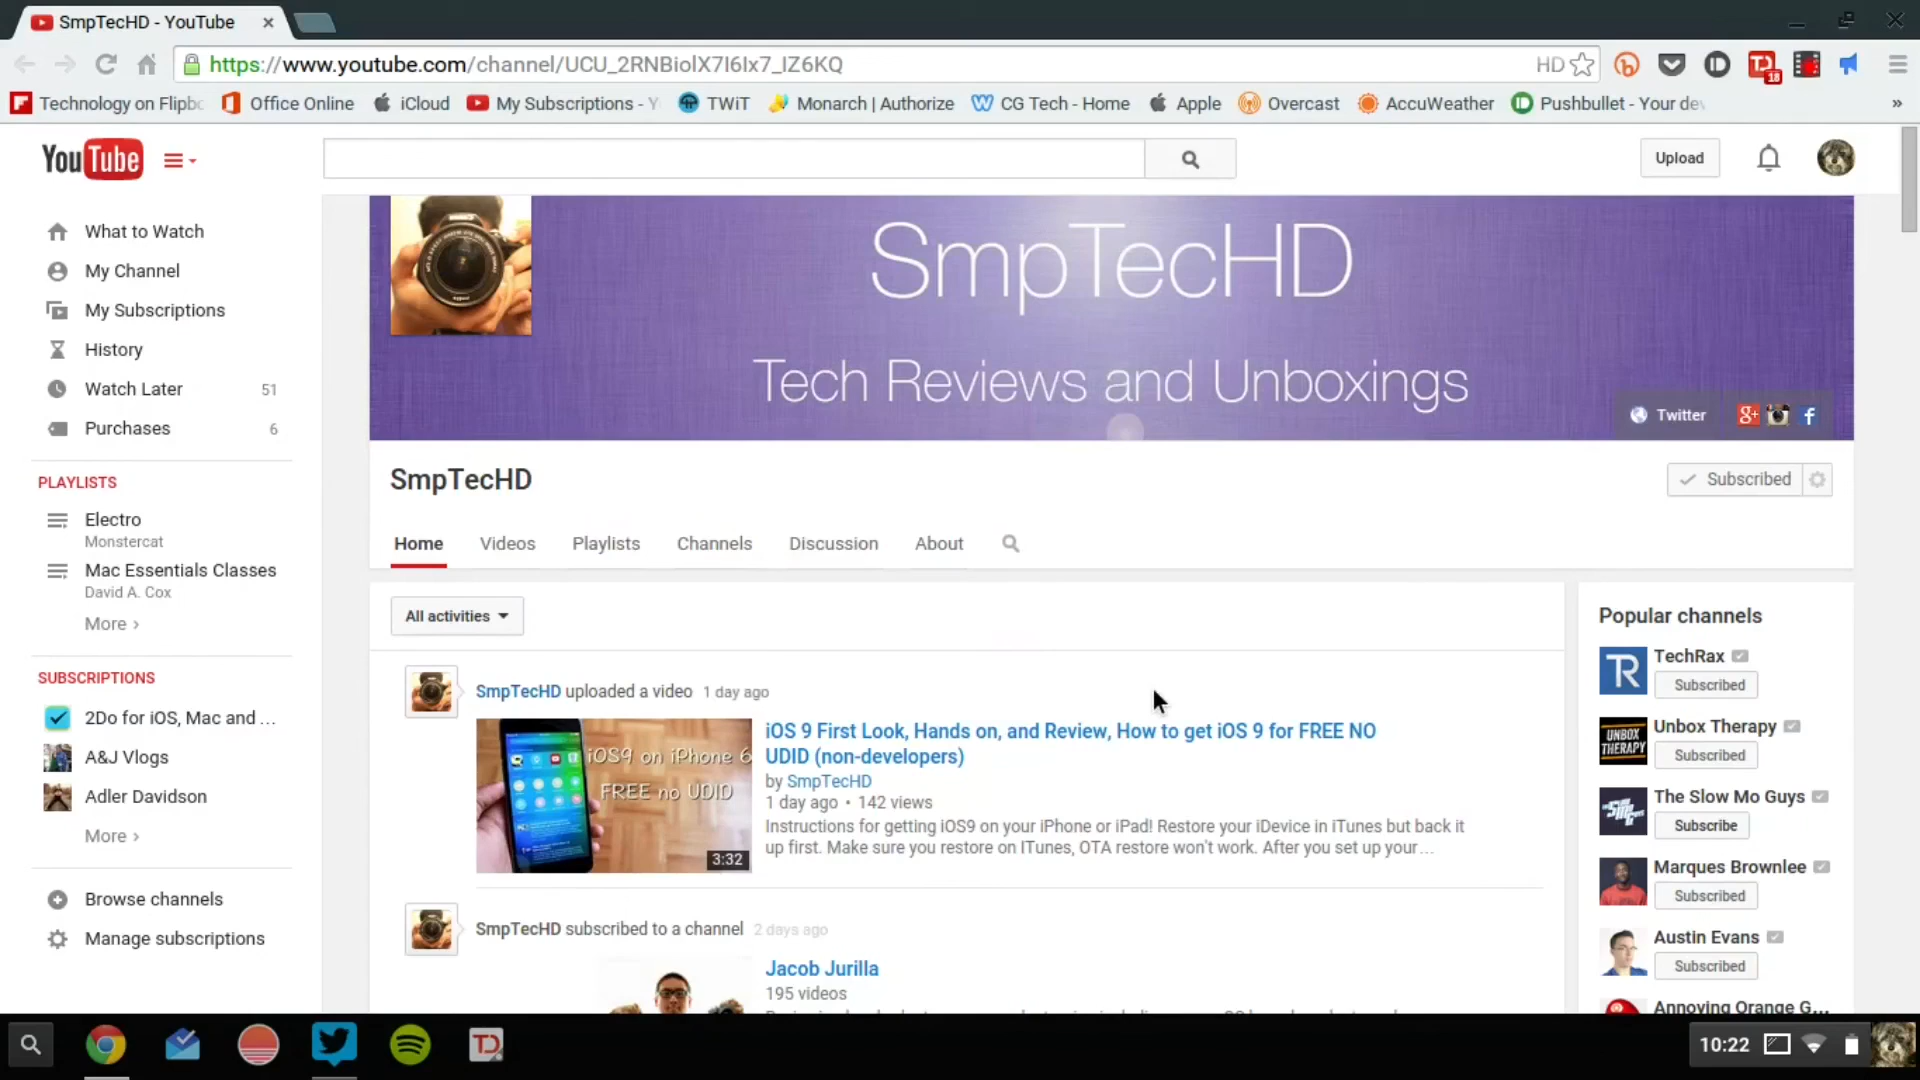 SmpTecHD - YouTube
https://www.youtube.com/channel/UCU_2RNBiolX7I6Ix7_IZ6KQ
HD
18
Technology on Flipbo
Office Online
iCloud
My Subscriptions - Y
TWiT
Monarch | Authorize
CG Tech - Home
Apple
Overcast
AccuWeather
Pushbullet - Your dev
»
YouTube
Upload
What to Watch
My Channel
My Subscriptions
History
Watch Later 51
Purchases 6
PLAYLISTS
Electro
Monstercat
Mac Essentials Classes
David A. Cox
More ›
SUBSCRIPTIONS
2Do for iOS, Mac and ...
A&J Vlogs
Adler Davidson
More ›
Browse channels
Manage subscriptions
SmpTecHD
Tech Reviews and Unboxings
Twitter
SmpTecHD
Subscribed
Home
Videos
Playlists
Channels
Discussion
About
All activities
SmpTecHD uploaded a video 1 day ago
iOS9 on iPhone 6
FREE no UDID
3:32
iOS 9 First Look, Hands on, and Review, How to get iOS 9 for FREE NO
UDID (non-developers)
by SmpTecHD
1 day ago • 142 views
Instructions for getting iOS9 on your iPhone or iPad! Restore your iDevice in iTunes but back it
up first. Make sure you restore on ITunes, OTA restore won't work. After you set up your...
SmpTecHD subscribed to a channel 2 days ago
Jacob Jurilla
195 videos
Popular channels
TechRax
Subscribed
UNBOX
THERAPY
Unbox Therapy
Subscribed
The Slow Mo Guys
Subscribe
Marques Brownlee
Subscribed
Austin Evans
Subscribed
Annoying Orange G...
10:22